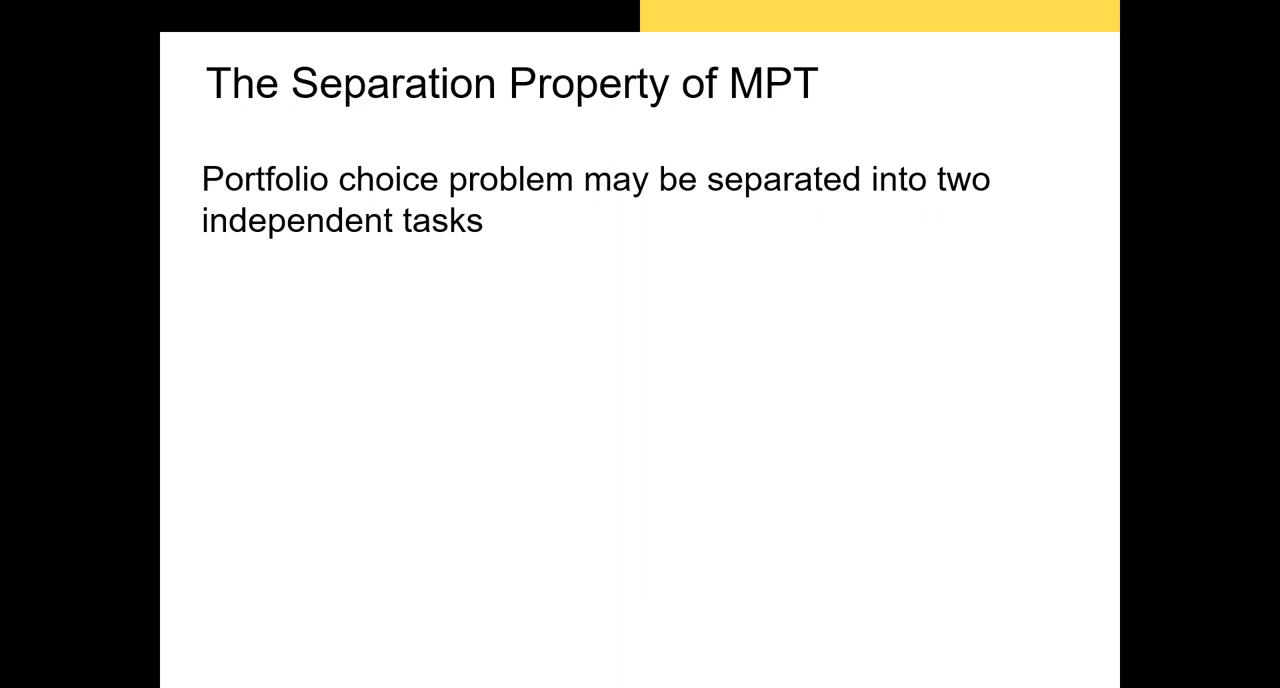 The Separation Property of MPT
Portfolio choice problem may be separated into two
independent tasks